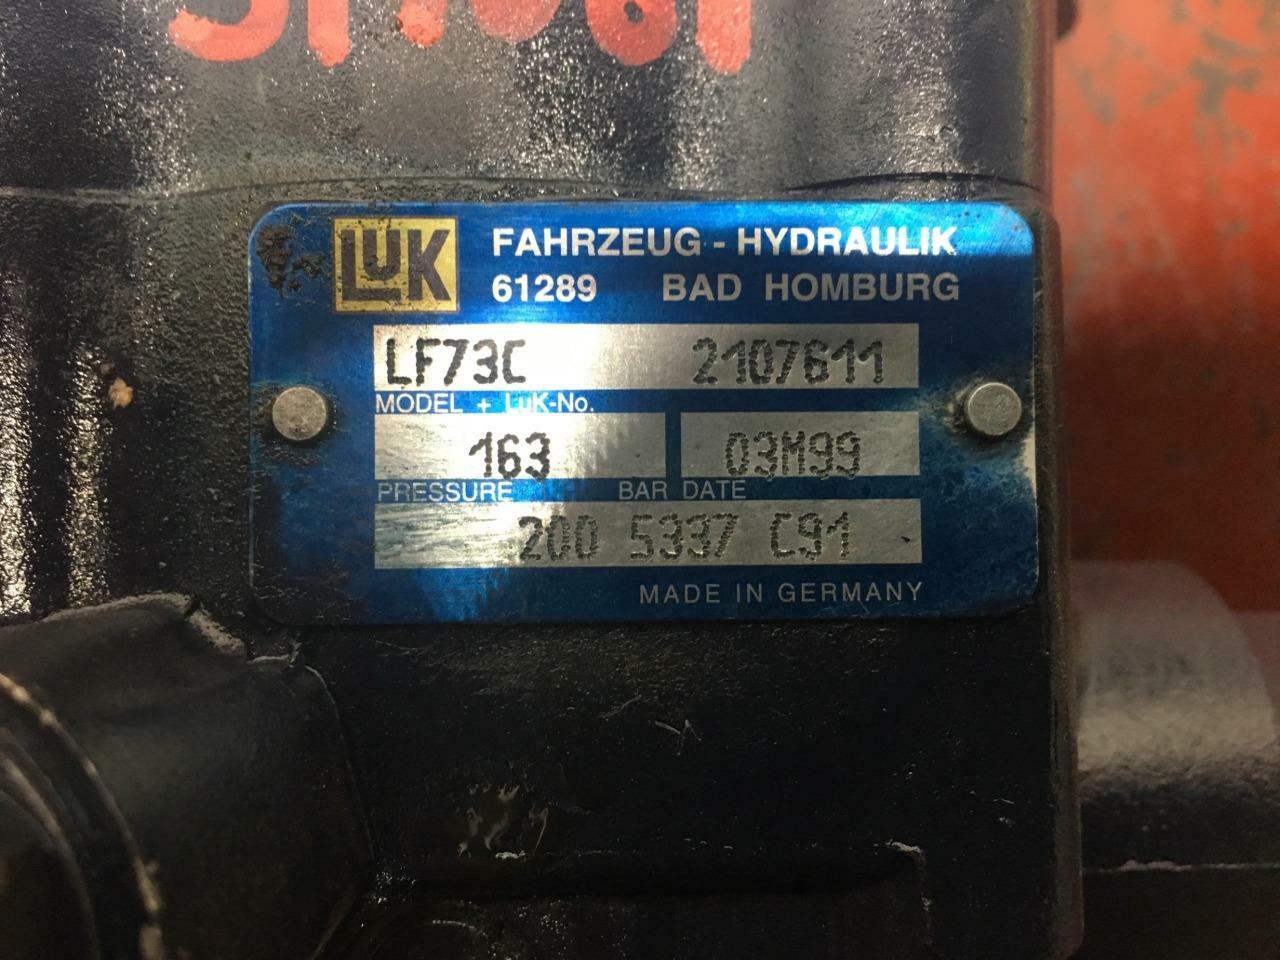 LUK FAHRZEUG - HYDRAULIK
61289 BAD HOMBURG
LF73C 2107611
MODEL + LuK-No.
163 03M99
PRESSURE BAR DATE
200 5337 C91
MADE IN GERMANY